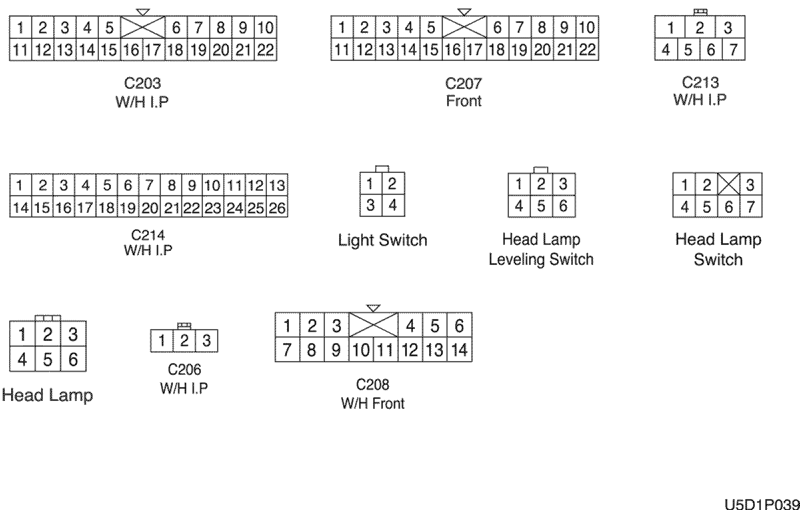 1 2 3 4 5 6 7 8 9 10
11 12 13 14 15 16 17 18 19 20 21 22
C203
W/H I.P
1 2 3 4 5 6 7 8 9 10
11 12 13 14 15 16 17 18 19 20 21 22
C207
Front
1 2 3
4 5 6 7
C213
W/H I.P
1 2 3 4 5 6 7 8 9 10 11 12 13
14 15 16 17 18 19 20 21 22 23 24 25 26
C214
W/H I.P
1 2
3 4
Light Switch
1 2 3
4 5 6
Head Lamp
Leveling Switch
1 2 3
4 5 6 7
Head Lamp
Switch
1 2 3
4 5 6
Head Lamp
1 2 3
C206
W/H I.P
1 2 3 4 5 6
7 8 9 10 11 12 13 14
C208
W/H Front
U5D1P039